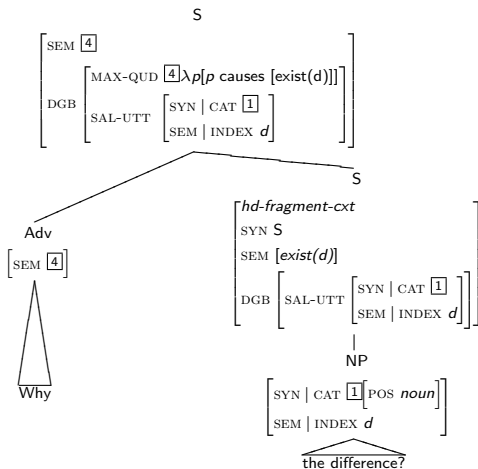 S
SEM 4
MAX-QUD 4 λp[p causes [exist(d)]]
DGB
SAL-UTT
SYN | CAT 1
SEM | INDEX d
S
Adv
hd-fragment-cxt
SYN S
SEM 4
SEM [exist(d)]
DGB
SAL-UTT
SYN | CAT 1
SEM | INDEX d
NP
Why
SYN | CAT 1 [POS noun]
SEM | INDEX d
the difference?